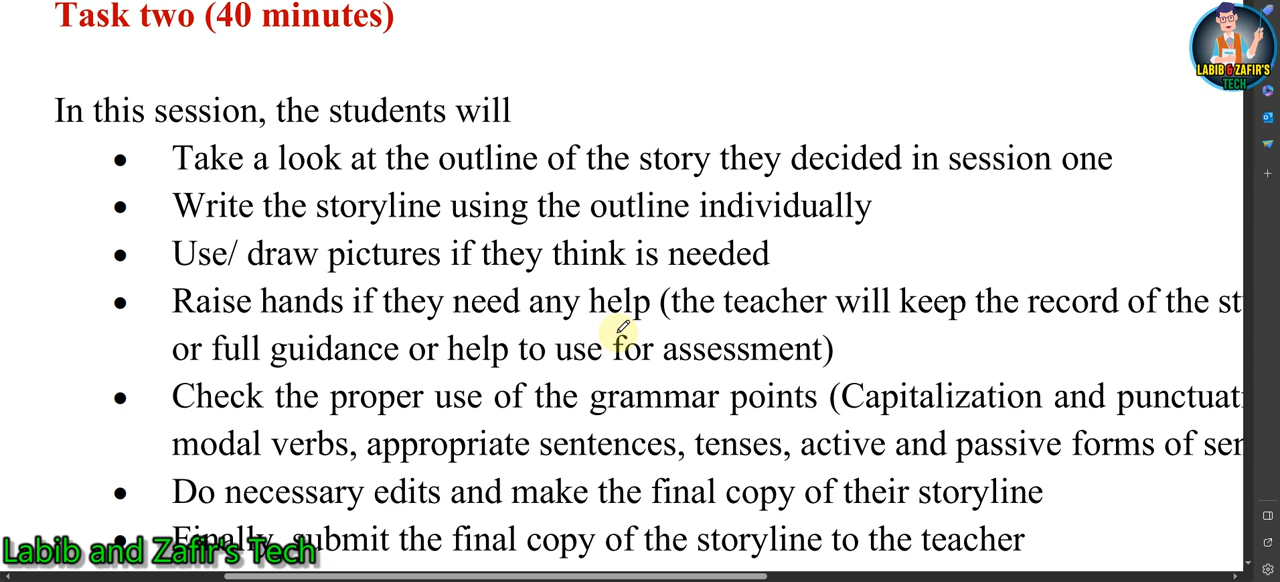 Task two (40 minutes)
LABIB & ZAFIR'S
TECH
In this session, the students will
• Take a look at the outline of the story they decided in session one
• Write the storyline using the outline individually
• Use/ draw pictures if they think is needed
• Raise hands if they need any help (the teacher will keep the record of the
or full guidance or help to use for assessment)
• Check the proper use of the grammar points (Capitalization and
modal verbs, appropriate sentences, tenses, active and passive forms of
• Do necessary edits and make the final copy of their storyline
• Finally, submit the final copy of the storyline to the teacher
Labib and Zafir's Tech